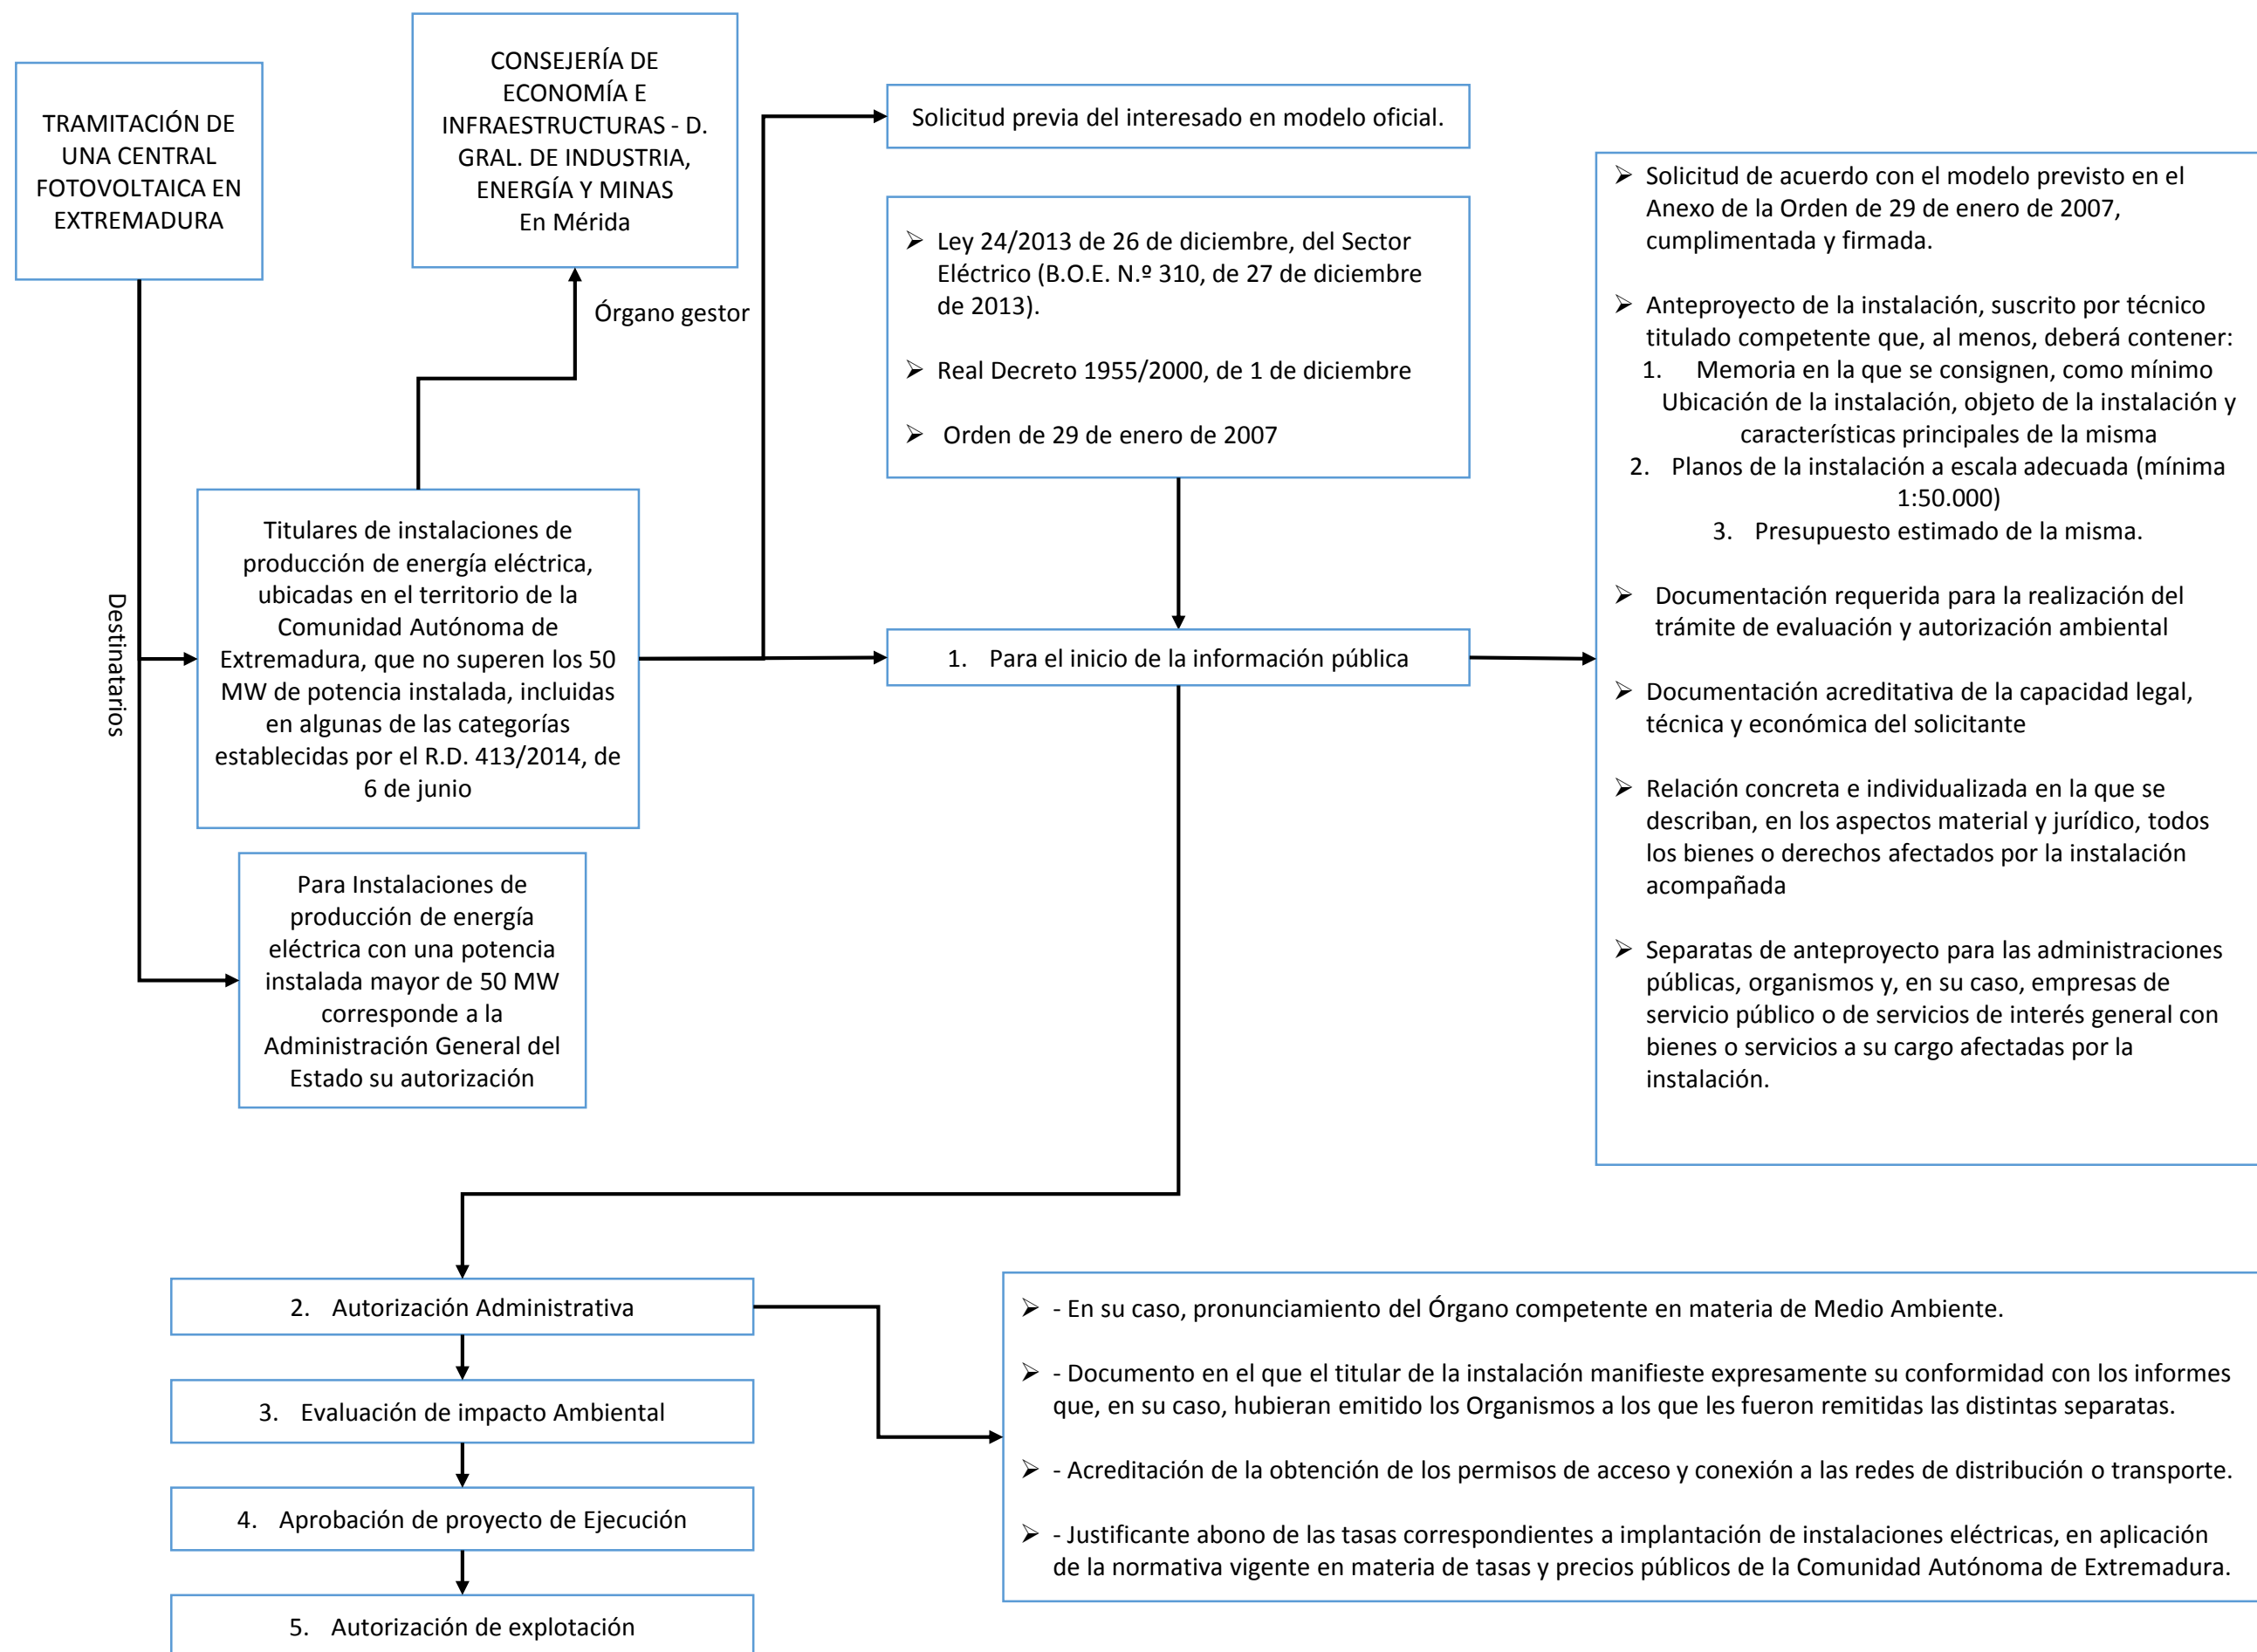 TRAMITACIÓN DE
UNA CENTRAL
FOTOVOLTAICA EN
EXTREMADURA
CONSEJERÍA DE
ECONOMÍA E
INFRAESTRUCTURAS - D.
GRAL. DE INDUSTRIA,
ENERGÍA Y MINAS
En Mérida
Órgano gestor
Destinatarios
Titulares de instalaciones de
producción de energía eléctrica,
ubicadas en el territorio de la
Comunidad Autónoma de
Extremadura, que no superen los 50
MW de potencia instalada, incluidas
en algunas de las categorías
establecidas por el R.D. 413/2014, de
6 de junio
Para Instalaciones de
producción de energía
eléctrica con una potencia
instalada mayor de 50 MW
corresponde a la
Administración General del
Estado su autorización
Solicitud previa del interesado en modelo oficial.
➢ Ley 24/2013 de 26 de diciembre, del Sector
Eléctrico (B.O.E. N.º 310, de 27 de diciembre
de 2013).
➢ Real Decreto 1955/2000, de 1 de diciembre
➢ Orden de 29 de enero de 2007
1. Para el inicio de la información pública
➢ Solicitud de acuerdo con el modelo previsto en el
Anexo de la Orden de 29 de enero de 2007,
cumplimentada y firmada.
➢ Anteproyecto de la instalación, suscrito por técnico
titulado competente que, al menos, deberá contener:
1. Memoria en la que se consignen, como mínimo
Ubicación de la instalación, objeto de la instalación y
características principales de la misma
2. Planos de la instalación a escala adecuada (mínima
1:50.000)
3. Presupuesto estimado de la misma.
➢ Documentación requerida para la realización del
trámite de evaluación y autorización ambiental
➢ Documentación acreditativa de la capacidad legal,
técnica y económica del solicitante
➢ Relación concreta e individualizada en la que se
describan, en los aspectos material y jurídico, todos
los bienes o derechos afectados por la instalación
acompañada
➢ Separatas de anteproyecto para las administraciones
públicas, organismos y, en su caso, empresas de
servicio público o de servicios de interés general con
bienes o servicios a su cargo afectadas por la
instalación.
2. Autorización Administrativa
3. Evaluación de impacto Ambiental
4. Aprobación de proyecto de Ejecución
5. Autorización de explotación
➢ - En su caso, pronunciamiento del Órgano competente en materia de Medio Ambiente.
➢ - Documento en el que el titular de la instalación manifieste expresamente su conformidad con los informes
que, en su caso, hubieran emitido los Organismos a los que les fueron remitidas las distintas separatas.
➢ - Acreditación de la obtención de los permisos de acceso y conexión a las redes de distribución o transporte.
➢ - Justificante abono de las tasas correspondientes a implantación de instalaciones eléctricas, en aplicación
de la normativa vigente en materia de tasas y precios públicos de la Comunidad Autónoma de Extremadura.